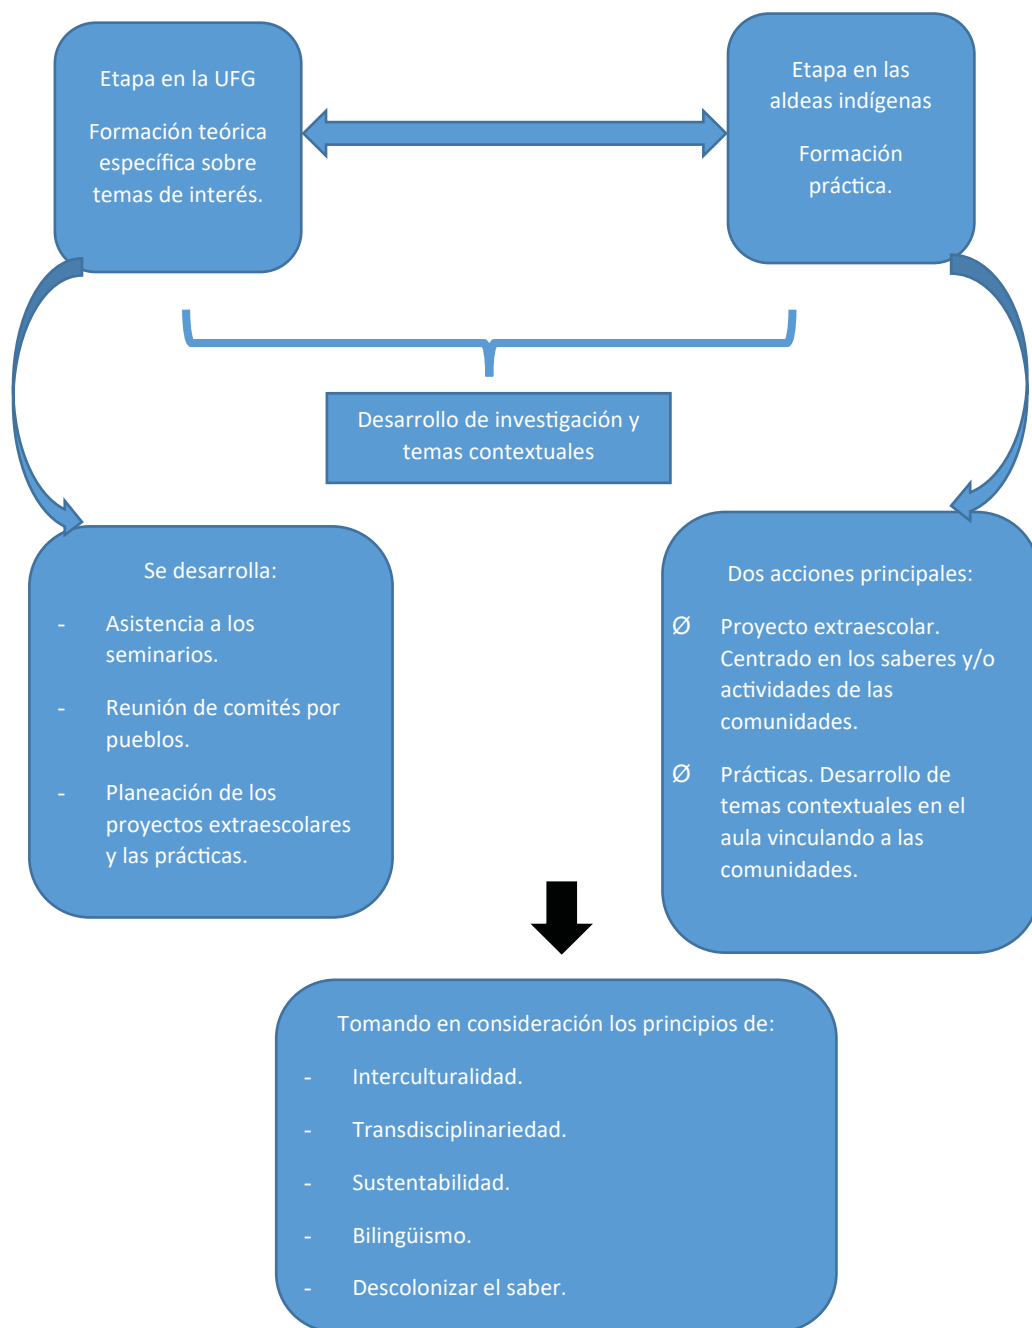 Etapa en la UFG
Formación teórica
específica sobre
temas de interés.
Etapa en las
aldeas indígenas
Formación
práctica.
Desarrollo de investigación y
temas contextuales
Se desarrolla:
- Asistencia a los
seminarios.
- Reunión de comités por
pueblos.
- Planeación de los
proyectos extraescolares
y las prácticas.
Dos acciones principales:
Ø Proyecto extraescolar.
Centrado en los saberes y/o
actividades de las
comunidades.
Ø Prácticas. Desarrollo de
temas contextuales en el
aula vinculando a las
comunidades.
Tomando en consideración los principios de:
- Interculturalidad.
- Transdisciplinariedad.
- Sustentabilidad.
- Bilingüismo.
- Descolonizar el saber.